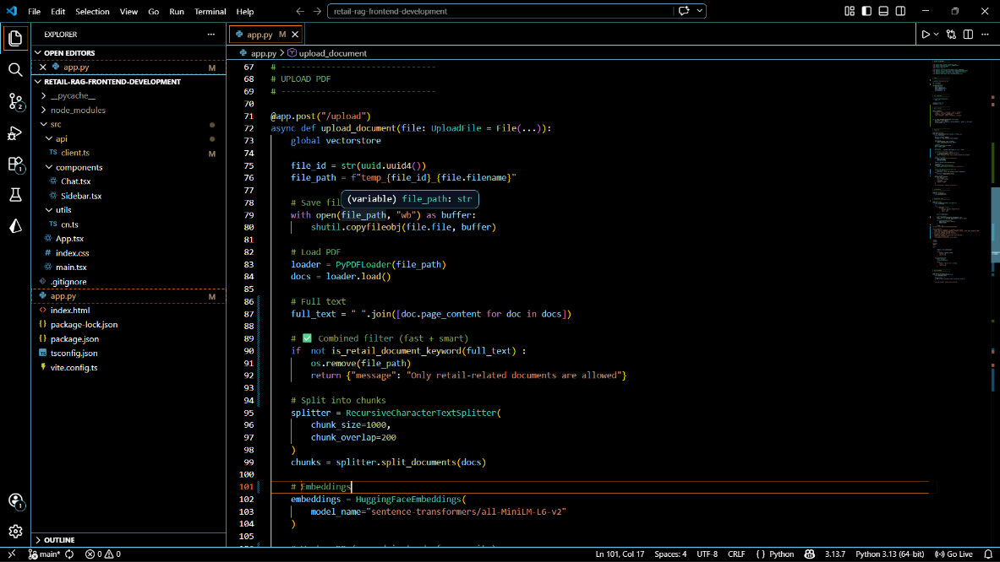 File Edit Selection View Go Run Terminal Help
retail-rag-frontend-development
EXPLORER
OPEN EDITORS
app.py M
RETAIL-RAG-FRONTEND-DEVELOPMENT
__pycache__
node_modules
src
api
TS client.ts M
components
Chat.tsx
Sidebar.tsx
utils
TS cn.ts
App.tsx
# index.css
main.tsx
.gitignore
app.py M
index.html
{} package-lock.json
{} package.json
tsconfig.json
vite.config.ts
OUTLINE
2
1
1
app.py M
app.py > upload_document
67 # -------------------------------
68 # UPLOAD PDF
69 # -------------------------------
70
71 @app.post("/upload")
72 async def upload_document(file: UploadFile = File(...)):
73 global vectorstore
74
75 file_id = str(uuid.uuid4())
76 file_path = f"temp_{file_id}_{file.filename}"
77
(variable) file_path: str
78 # Save fil
79 with open(file_path, "wb") as buffer:
80 shutil.copyfileobj(file.file, buffer)
81
82 # Load PDF
83 loader = PyPDFLoader(file_path)
84 docs = loader.load()
85
86 # Full text
87 full_text = " ".join([doc.page_content for doc in docs])
88
89 # ✅ Combined filter (fast + smart)
90 if not is_retail_document_keyword(full_text) :
91 os.remove(file_path)
92 return {"message": "Only retail-related documents are allowed"}
93
94 # Split into chunks
95 splitter = RecursiveCharacterTextSplitter(
96 chunk_size=1000,
97 chunk_overlap=200
98 )
99 chunks = splitter.split_documents(docs)
100
101 # Embeddings
102 embeddings = HuggingFaceEmbeddings(
103 model_name="sentence-transformers/all-MiniLM-L6-v2"
104 )
105
main* 0 0 Ln 101, Col 17 Spaces: 4 UTF-8 CRLF {} Python 3.13.7 Python 3.13 (64-bit) Go Live